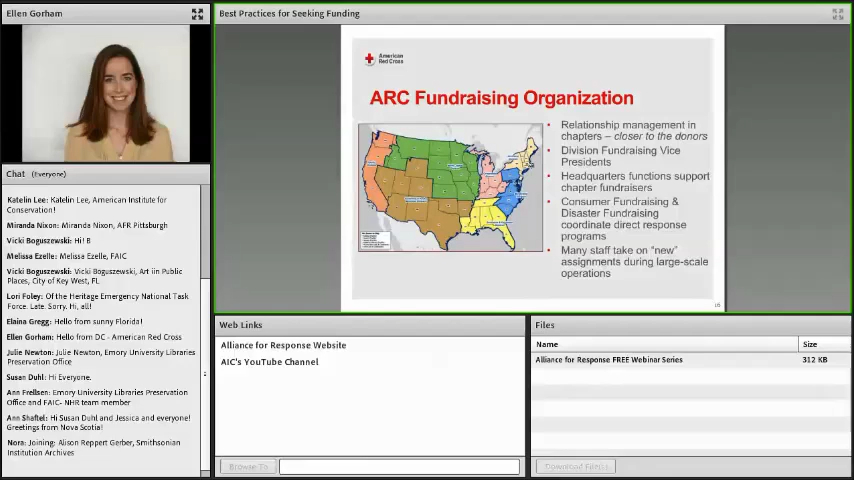 Ellen Gorham
Chat (Everyone)
Katelin Lee: Katelin Lee, American Institute for
Conservation!
Miranda Nixon: Miranda Nixon, AFR Pittsburgh
Vicki Boguszewski: Hi! B
Melissa Ezelle: Melissa Ezelle, FAIC
Vicki Boguszewski: Vicki Boguszewski, Art iin Public
Places, City of Key West, FL
Lori Foley: Of the Heritage Emergency National Task
Force. Late. Sorry. Hi, all!
Elaina Gregg: Hello from sunny Florida!
Ellen Gorham: Hello from DC - American Red Cross
Julie Newton: Julie Newton, Emory University Libraries
Preservation Office
Susan Duhl: Hi Everyone.
Ann Frellsen: Emory University Libraries Preservation
Office and FAIC- NHR team member
Ann Shaftel: Hi Susan Duhl and Jessica and everyone!
Greetings from Nova Scotia!
Nora: Joining: Alison Reppert Gerber, Smithsonian
Institution Archives
Best Practices for Seeking Funding
American
Red Cross
ARC Fundraising Organization
• Relationship management in
chapters – closer to the donors
• Division Fundraising Vice
Presidents
• Headquarters functions support
chapter fundraisers
• Consumer Fundraising &
Disaster Fundraising
coordinate direct response
programs
• Many staff take on “new”
assignments during large-scale
operations
Web Links
Alliance for Response Website
AIC's YouTube Channel
Browse To
Files
Name Size
Alliance for Response FREE Webinar Series 312 KB
Download File(s)